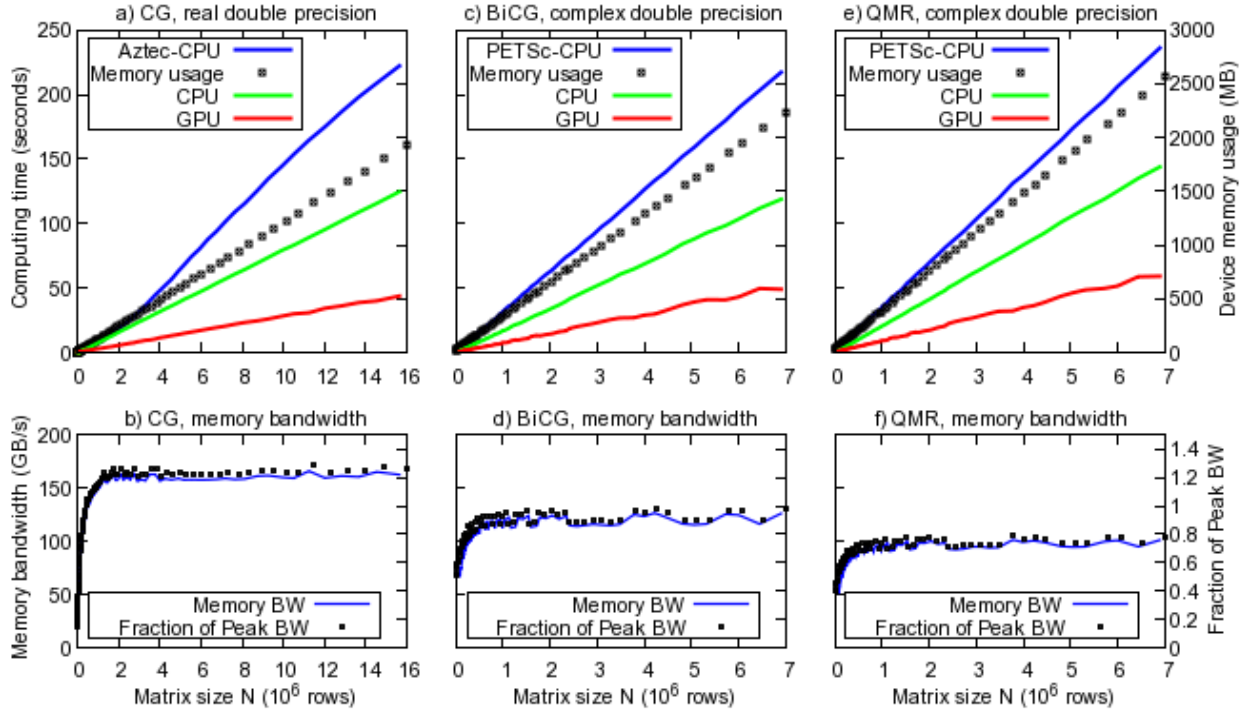 a) CG, real double precision
c) BiCG, complex double precision
e) QMR, complex double precision
250
200
150
100
50
0
Computing time (seconds)
Aztec-CPU
Memory usage
CPU
GPU
0 2 4 6 8 10 12 14 16
PETSc-CPU
Memory usage
CPU
GPU
0 1 2 3 4 5 6 7
PETSc-CPU
Memory usage
CPU
GPU
0 1 2 3 4 5 6 7
3000
2500
2000
1500
1000
500
0
Device memory usage (MB)
b) CG, memory bandwidth
d) BiCG, memory bandwidth
f) QMR, memory bandwidth
200
150
100
50
0
Memory bandwidth (GB/s)
Memory BW
Fraction of Peak BW
0 2 4 6 8 10 12 14 16
Matrix size N (10^6 rows)
Memory BW
Fraction of Peak BW
0 1 2 3 4 5 6 7
Matrix size N (10^6 rows)
Memory BW
Fraction of Peak BW
0 1 2 3 4 5 6 7
Matrix size N (10^6 rows)
1.4
1.2
1
0.8
0.6
0.4
0.2
0
Fraction of Peak BW